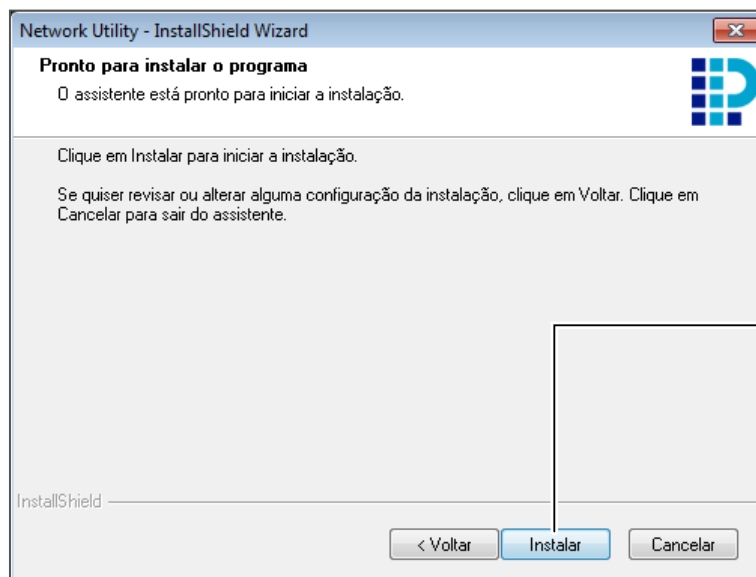 Network Utility - InstallShield Wizard
Pronto para instalar o programa
O assistente está pronto para iniciar a instalação.
Clique em Instalar para iniciar a instalação.
Se quiser revisar ou alterar alguma configuração da instalação, clique em Voltar. Clique em
Cancelar para sair do assistente.
InstallShield
< Voltar
Instalar
Cancelar